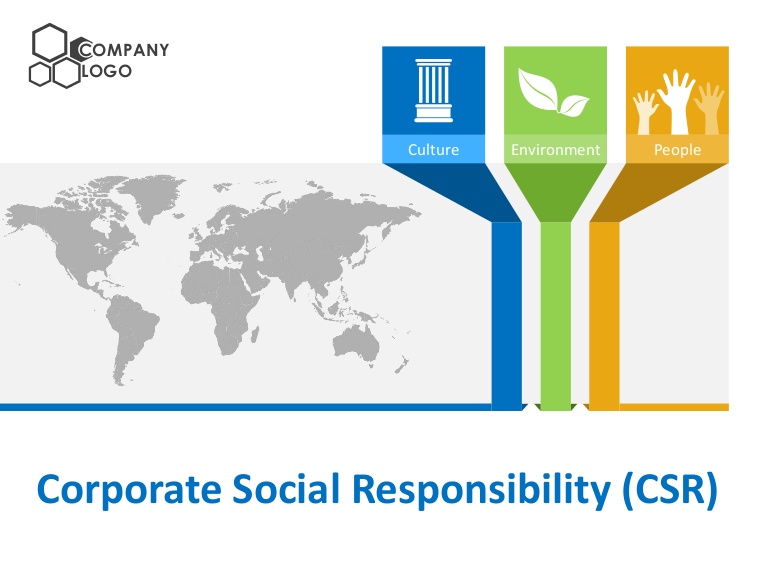 COMPANY
LOGO
Culture
Environment
People
Corporate Social Responsibility (CSR)